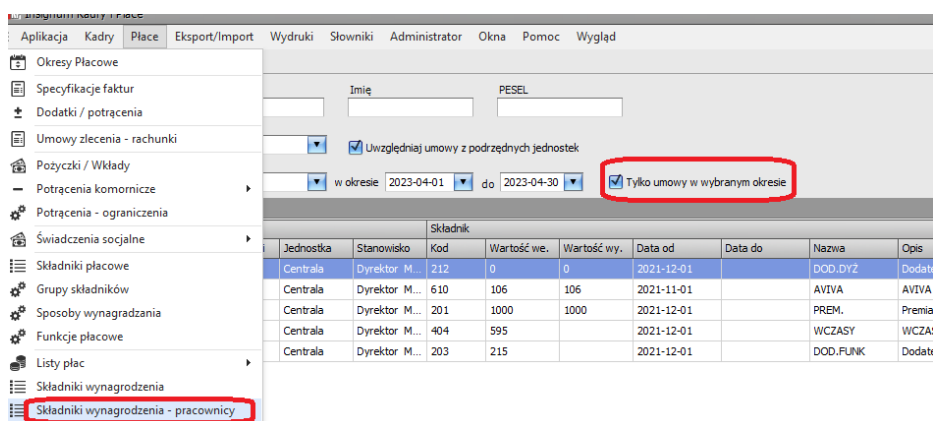 Insignum Kadry i Płace
Aplikacja Kadry Płace Eksport/Import Wydruki Słowniki Administrator Okna Pomoc Wygląd
Okresy Płacowe
Specyfikacje faktur
Dodatki / potrącenia
Umowy zlecenia - rachunki
Pożyczki / Wkłady
Potrącenia komornicze
Potrącenia - ograniczenia
Świadczenia socjalne
Składniki płacowe
Grupy składników
Sposoby wynagradzania
Funkcje płacowe
Listy płac
Składniki wynagrodzenia
Składniki wynagrodzenia - pracownicy
Imię PESEL
Uwzględniaj umowy z podrzędnych jednostek
w okresie 2023-04-01 do 2023-04-30 Tylko umowy w wybranym okresie
Składnik
Jednostka Stanowisko Kod Wartość we. Wartość wy. Data od Data do Nazwa Opis
Centrala Dyrektor M... 212 0 0 2021-12-01 DOD.DYŻ Dodate
Centrala Dyrektor M... 610 106 106 2021-11-01 AVIVA AVIVA
Centrala Dyrektor M... 201 1000 1000 2021-12-01 PREM. Premia
Centrala Dyrektor M... 404 595 2021-12-01 WCZASY WCZA
Centrala Dyrektor M... 203 215 2021-12-01 DOD.FUNK Dodate